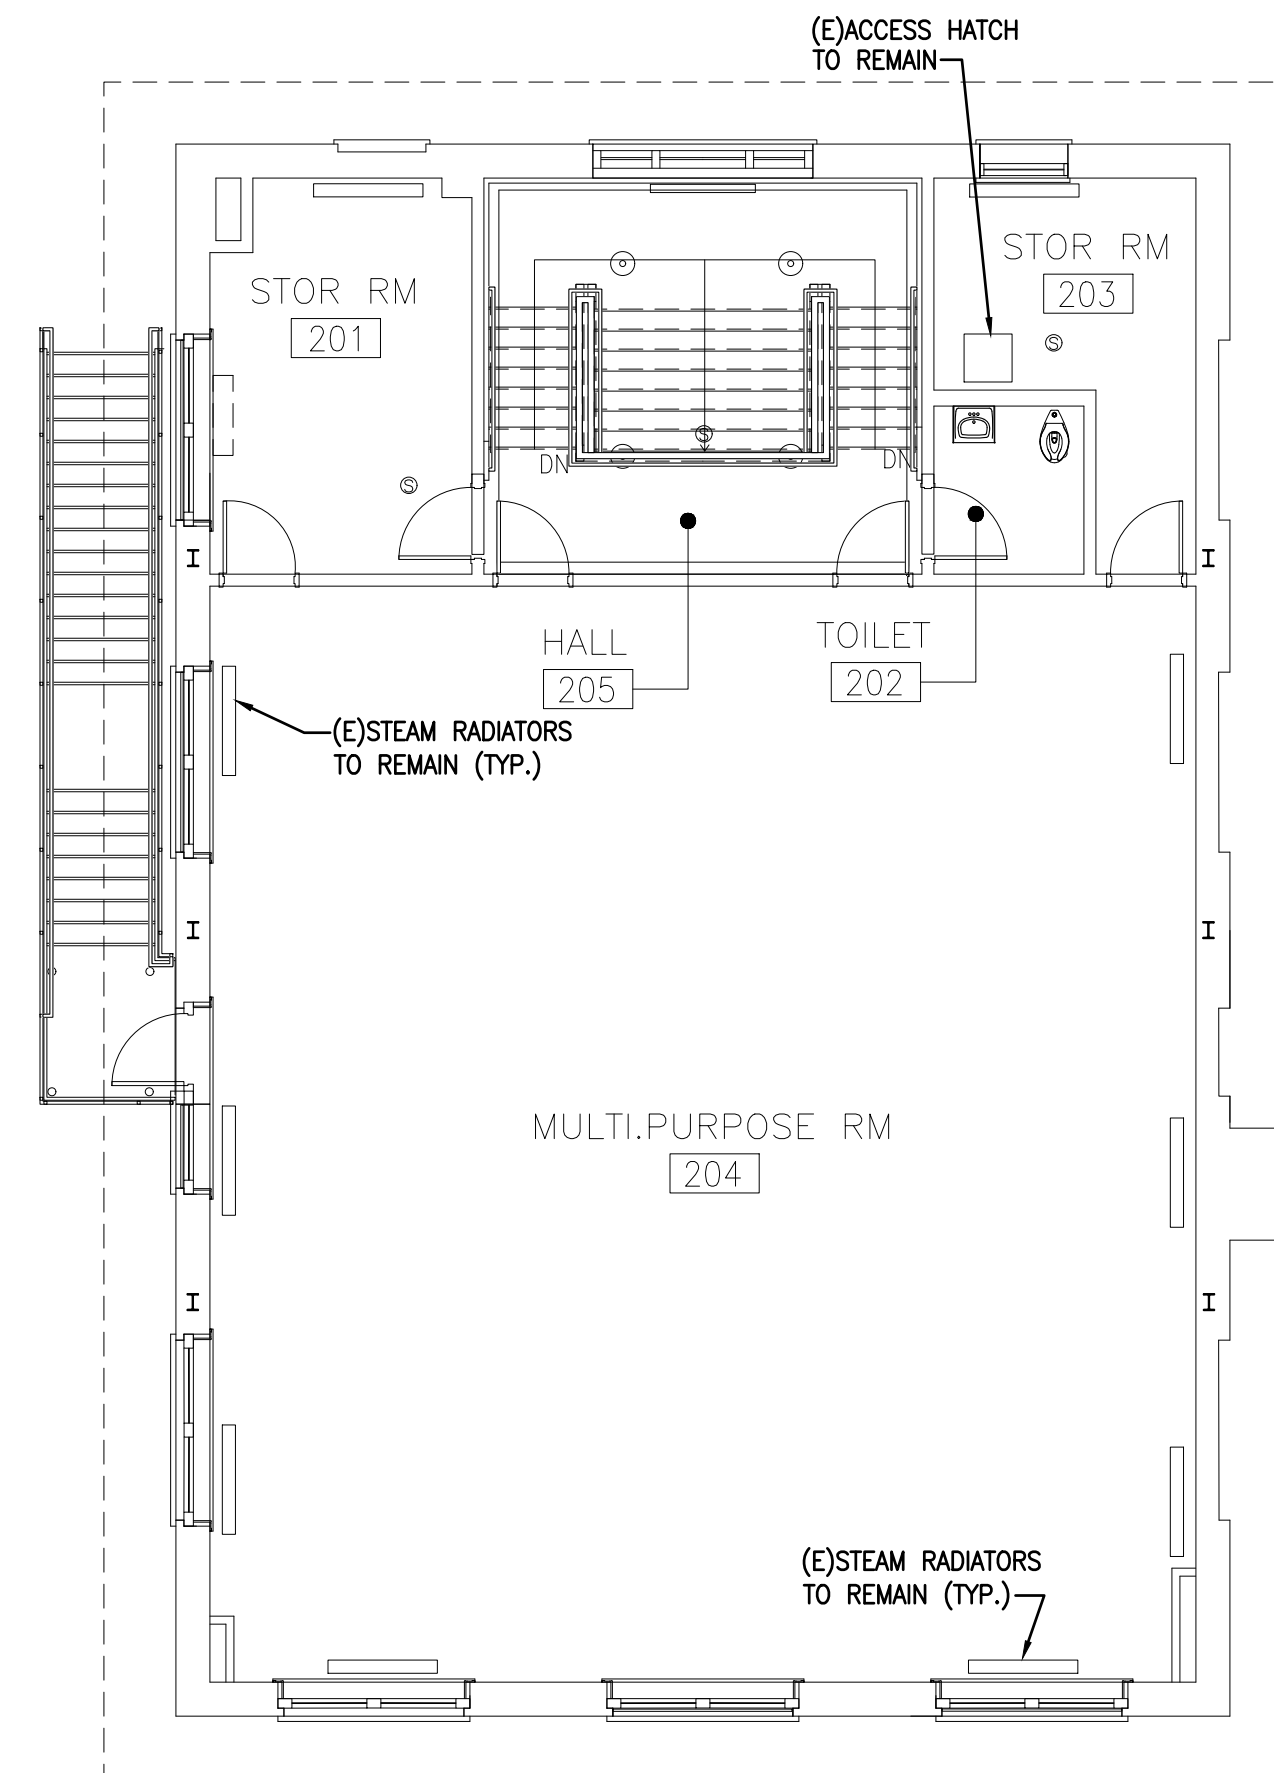 (E)ACCESS HATCH
TO REMAIN
STOR RM
203
STOR RM
201
S
S
S
DN
DN
I
I
HALL
205
TOILET
202
(E)STEAM RADIATORS
TO REMAIN (TYP.)
I
I
MULTI.PURPOSE RM
204
I
I
(E)STEAM RADIATORS
TO REMAIN (TYP.)